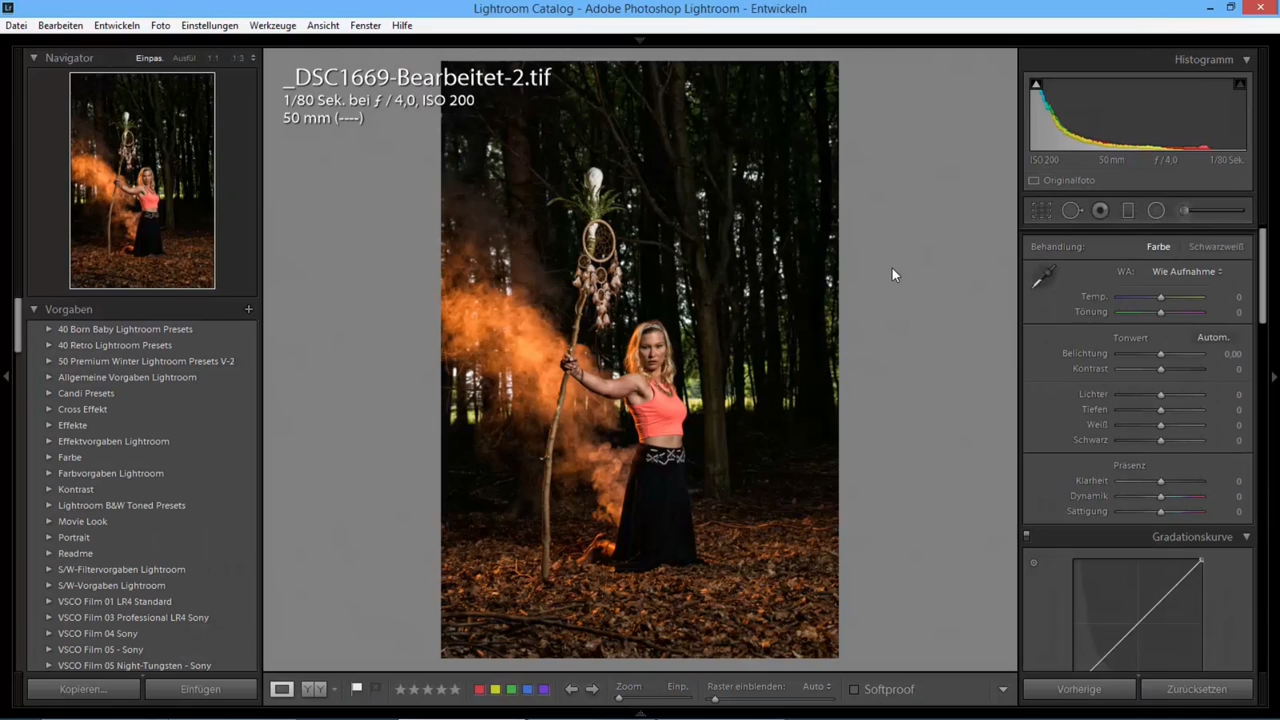 Lightroom Catalog - Adobe Photoshop Lightroom - Entwickeln
Datei Bearbeiten Entwickeln Foto Einstellungen Werkzeuge Ansicht Fenster Hilfe
Navigator Einpas. Ausfül. 1:1 1:3
Vorgaben
40 Born Baby Lightroom Presets
40 Retro Lightroom Presets
50 Premium Winter Lightroom Presets V-2
Allgemeine Vorgaben Lightroom
Candi Presets
Cross Effekt
Effekte
Effektvorgaben Lightroom
Farbe
Farbvorgaben Lightroom
Kontrast
Lightroom B&W Toned Presets
Movie Look
Portrait
Readme
S/W-Filtervorgaben Lightroom
S/W-Vorgaben Lightroom
VSCO Film 01 LR4 Standard
VSCO Film 03 Professional LR4 Sony
VSCO Film 04 Sony
VSCO Film 05 - Sony
VSCO Film 05 Night-Tungsten - Sony
Kopieren... Einfügen
_DSC1669-Bearbeitet-2.tif
1/80 Sek. bei ƒ / 4,0, ISO 200
50 mm (----)
YY Zoom Einp. Raster einblenden: Auto Softproof
Histogramm
ISO 200 50 mm ƒ / 4,0 1/80 Sek.
Originalfoto
Behandlung: Farbe Schwarzweiß
WA: Wie Aufnahme
Temp. 0
Tönung 0
Tonwert Autom.
Belichtung 0,00
Kontrast 0
Lichter 0
Tiefen 0
Weiß 0
Schwarz 0
Präsenz
Klarheit 0
Dynamik 0
Sättigung 0
Gradationskurve
Vorherige Zurücksetzen